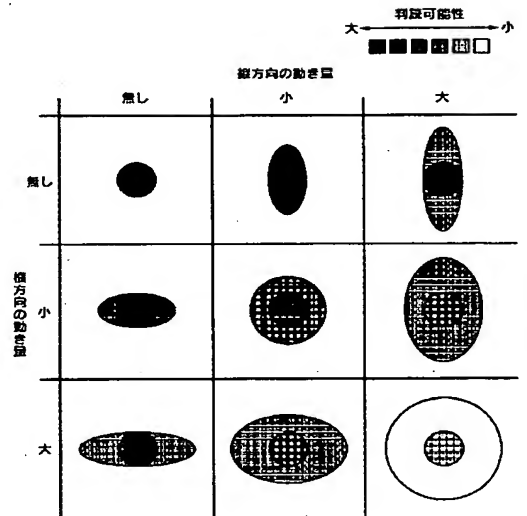 判読可能性
大 小
縦方向の動き量
無し 小 大
無し
横方向の動き量
小
大